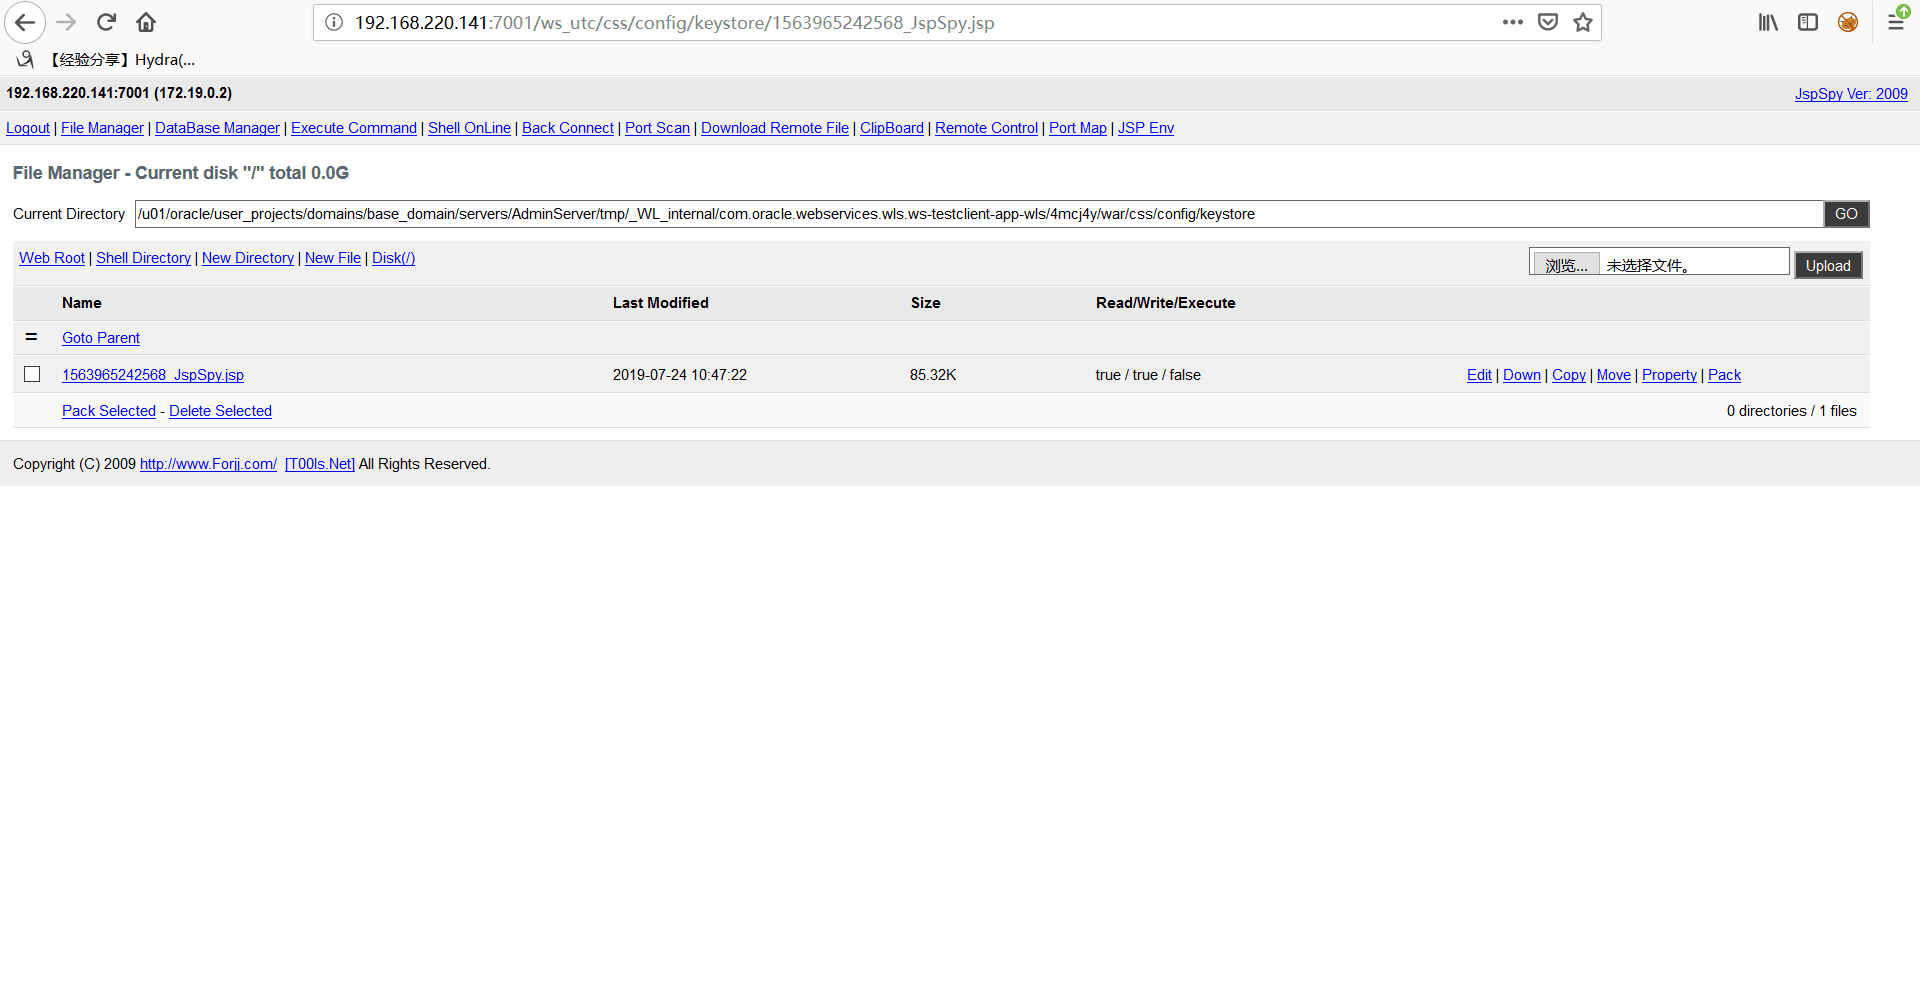 192.168.220.141:7001/ws_utc/css/config/keystore/1563965242568_JspSpy.jsp
【经验分享】Hydra(...
192.168.220.141:7001 (172.19.0.2) JspSpy Ver: 2009
Logout | File Manager | DataBase Manager | Execute Command | Shell OnLine | Back Connect | Port Scan | Download Remote File | ClipBoard | Remote Control | Port Map | JSP Env
File Manager - Current disk "/" total 0.0G
Current Directory /u01/oracle/user_projects/domains/base_domain/servers/AdminServer/tmp/_WL_internal/com.oracle.webservices.wls.ws-testclient-app-wls/4mcj4y/war/css/config/keystore GO
Web Root | Shell Directory | New Directory | New File | Disk(/) 浏览... 未选择文件。 Upload
Name Last Modified Size Read/Write/Execute
= Goto Parent
1563965242568_JspSpy.jsp 2019-07-24 10:47:22 85.32K true / true / false Edit | Down | Copy | Move | Property | Pack
Pack Selected - Delete Selected 0 directories / 1 files
Copyright (C) 2009 http://www.Forjj.com/ [T00ls.Net] All Rights Reserved.